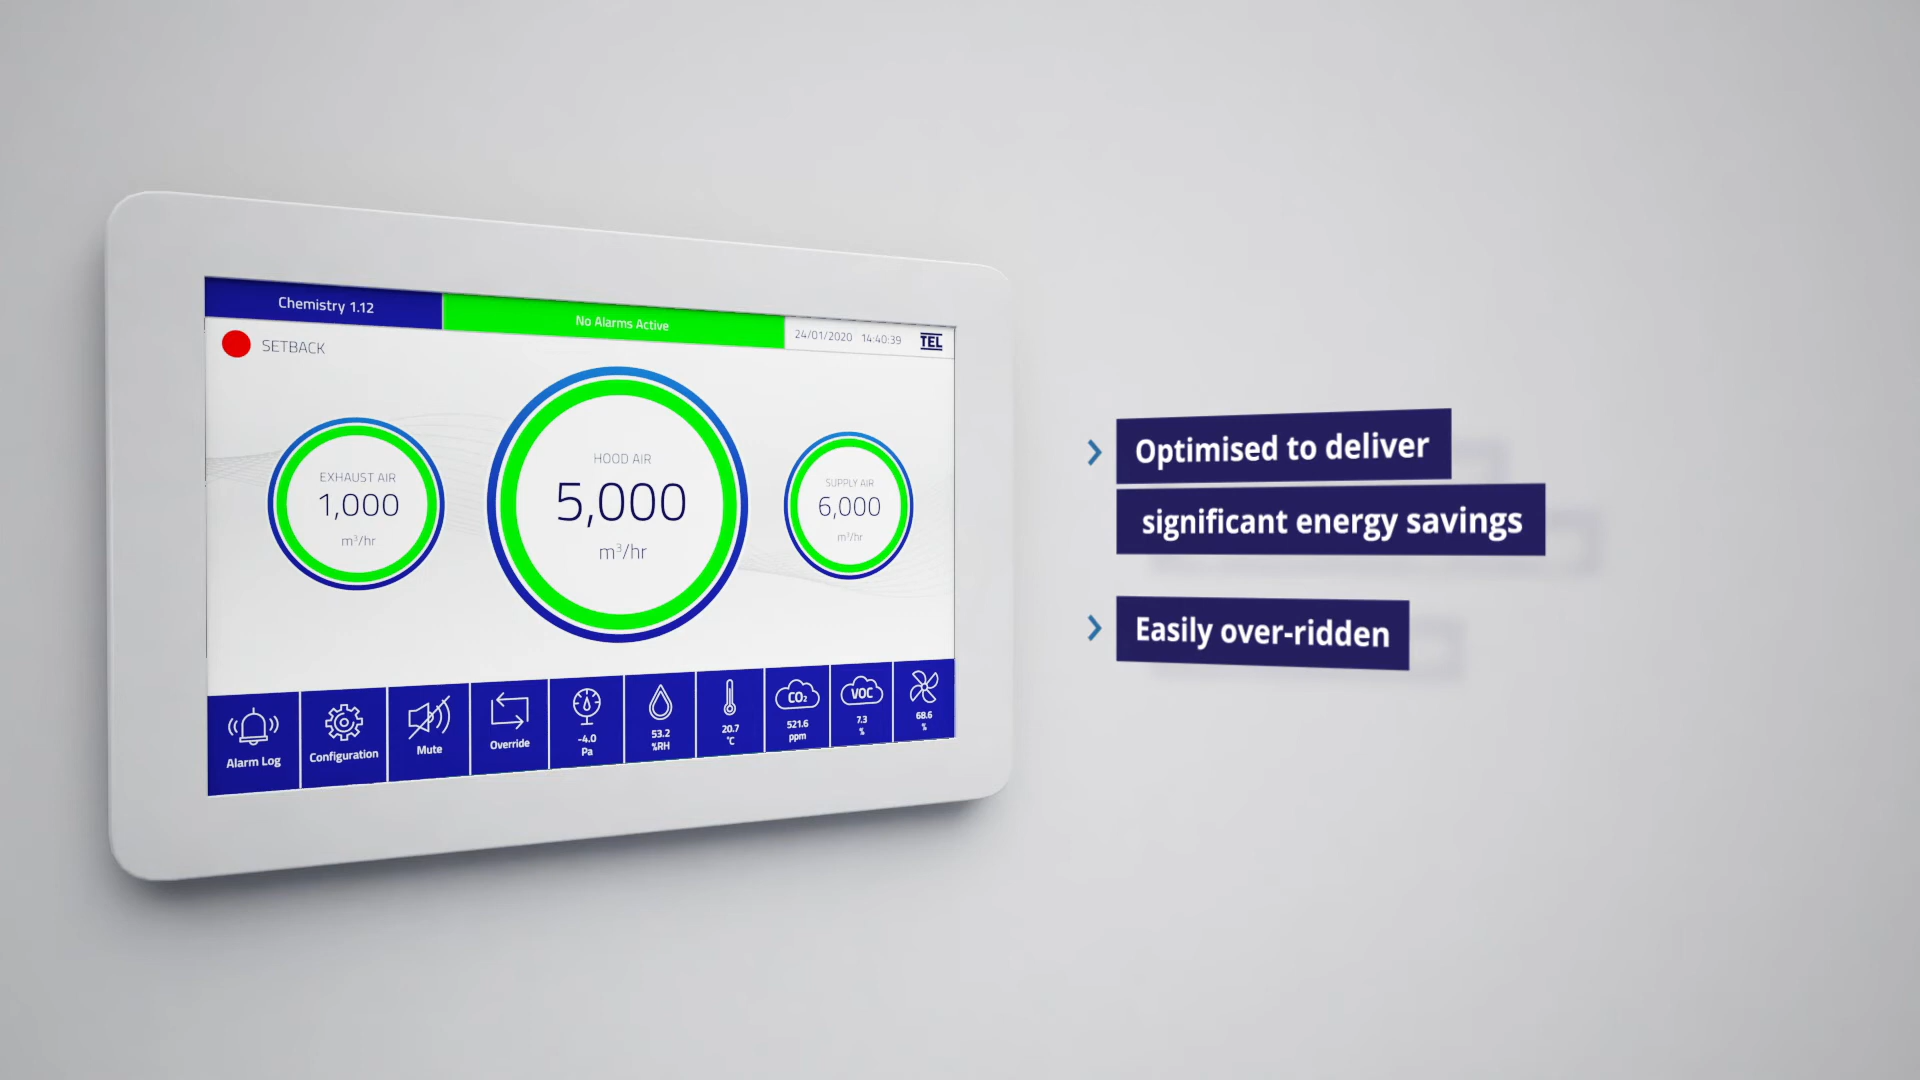 Chemistry 1.12
No Alarms Active
24/01/2020 14:40:39
TEL
SETBACK
EXHAUST AIR
1,000
m³/hr
HOOD AIR
5,000
m³/hr
SUPPLY AIR
6,000
m³/hr
Alarm Log
Configuration
Mute
Override
-4.0
Pa
53.2
%RH
20.7
°C
CO₂
521.6
ppm
VOC
7.3
%
68.6
%
Optimised to deliver
significant energy savings
Easily over-ridden